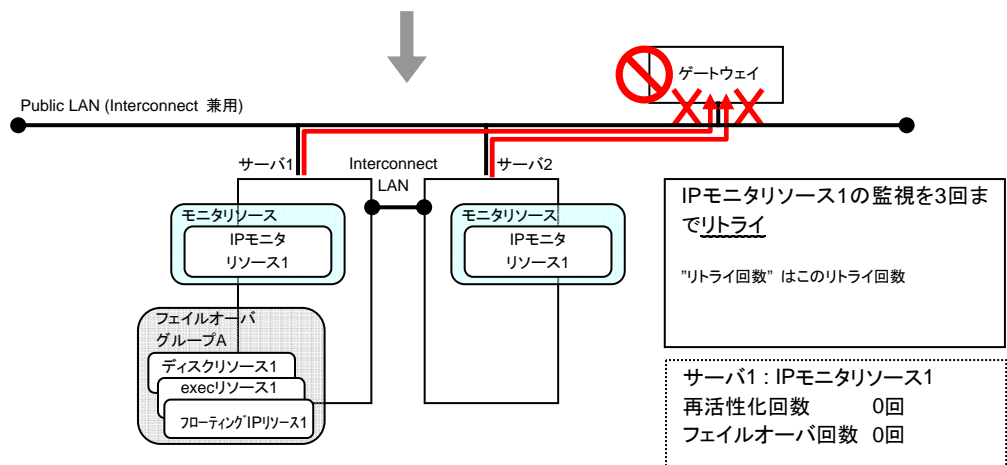 ゲートウェイ
Public LAN (Interconnect 兼用)
サーバ1
Interconnect
LAN
サーバ2
モニタリソース
IPモニタ
リソース1
モニタリソース
IPモニタ
リソース1
フェイルオーバ
グループA
ディスクリソース1
execリソース1
フローティングIPリソース1
IPモニタリソース1の監視を3回ま
でリトライ
"リトライ回数" はこのリトライ回数
サーバ1 : IPモニタリソース1
再活性化回数 0回
フェイルオーバ回数 0回